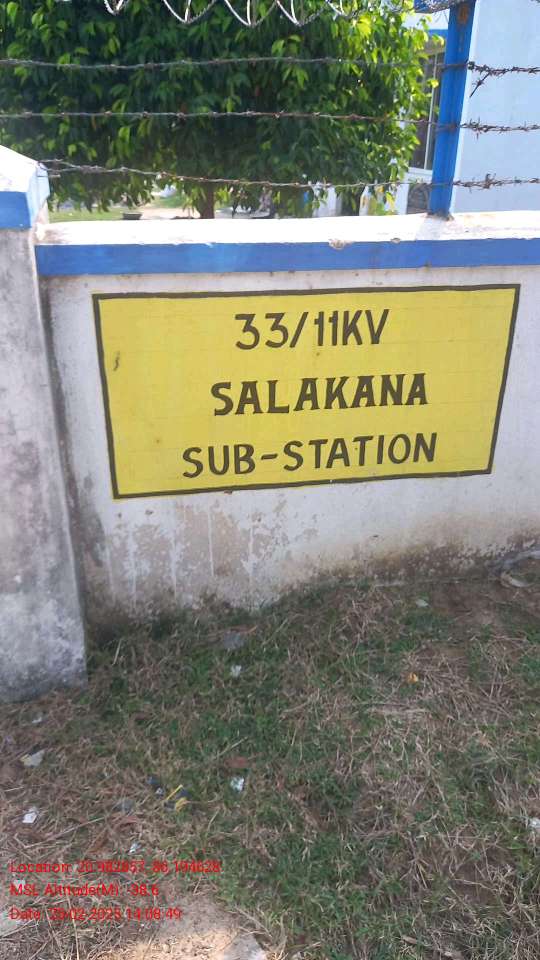 33/11KV
SALAKANA
SUB-STATION
Location: 20.982857, 86.194628
MSL Altitude(M): -38.6
Date: 20-02-2025 14:08:49